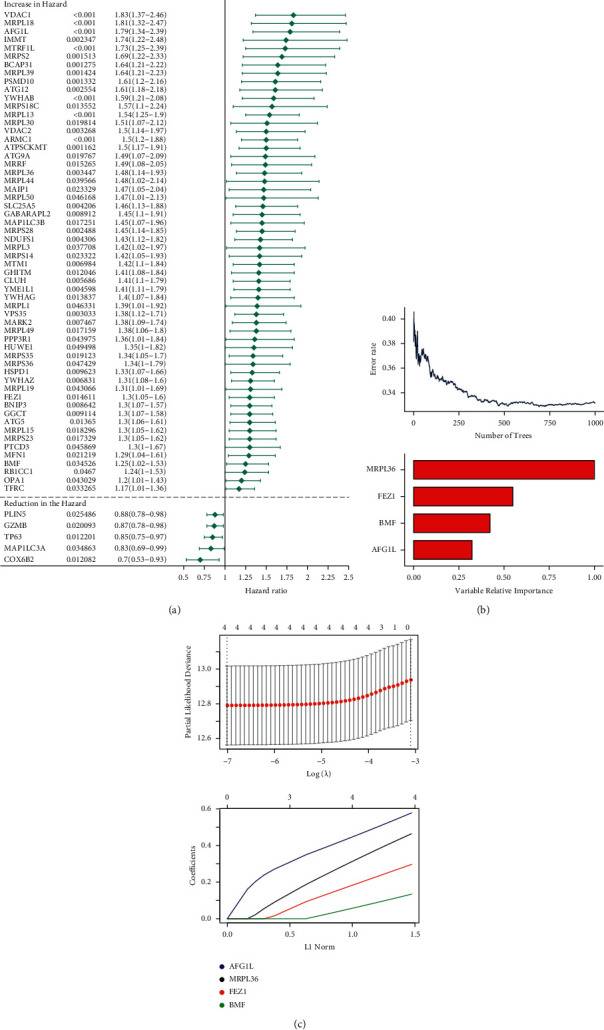 Increase in Hazard
VDAC1 <.001 1.83(1.37−2.46)
MRPL18 <.001 1.81(1.32−2.47)
AFG1L <.001 1.79(1.34−2.39)
IMMT 0.002347 1.74(1.22−2.48)
MTRF1L <.001 1.73(1.25−2.39)
MRPS2 0.001513 1.69(1.22−2.33)
BCAP31 0.001275 1.64(1.21−2.22)
MRPL39 0.001424 1.64(1.21−2.23)
PSMD10 0.001332 1.61(1.2−2.16)
ATG12 0.002554 1.61(1.18−2.18)
YWHAB <.001 1.59(1.21−2.08)
MRPS18C 0.013552 1.57(1.1−2.24)
MRPL13 <.001 1.54(1.25−1.9)
MRPL30 0.019814 1.51(1.07−2.12)
VDAC2 0.003268 1.5(1.14−1.97)
ARMC1 <.001 1.5(1.2−1.88)
ATPSCKMT 0.001162 1.5(1.17−1.91)
ATG9A 0.019767 1.49(1.07−2.09)
MRRF 0.015265 1.49(1.08−2.05)
MRPL36 0.003447 1.48(1.14−1.93)
MRPL44 0.039566 1.48(1.02−2.14)
MAIP1 0.023329 1.47(1.05−2.04)
MRPL50 0.046168 1.47(1.01−2.13)
SLC25A5 0.004206 1.46(1.13−1.88)
GABARAPL2 0.008912 1.45(1.1−1.91)
MAP1LC3B 0.017251 1.45(1.07−1.96)
MRPS28 0.002488 1.45(1.14−1.85)
NDUFS1 0.004306 1.43(1.12−1.82)
MRPL3 0.037708 1.42(1.02−1.97)
MRPS14 0.023322 1.42(1.05−1.93)
MTM1 0.006984 1.42(1.1−1.84)
GHITM 0.012046 1.41(1.08−1.84)
CLUH 0.005686 1.41(1.1−1.79)
YME1L1 0.004598 1.41(1.11−1.79)
YWHAG 0.013837 1.4(1.07−1.84)
MRPL1 0.046331 1.39(1.01−1.92)
VPS35 0.003033 1.38(1.12−1.71)
MARK2 0.007467 1.38(1.09−1.74)
MRPL49 0.017159 1.38(1.06−1.8)
PPP3R1 0.043975 1.36(1.01−1.84)
HUWE1 0.049498 1.35(1−1.82)
MRPS35 0.019123 1.34(1.05−1.7)
MRPS36 0.047429 1.34(1−1.79)
HSPD1 0.009623 1.33(1.07−1.66)
YWHAZ 0.006831 1.31(1.08−1.6)
MRPL19 0.043066 1.31(1.01−1.69)
FEZ1 0.014611 1.3(1.05−1.6)
BNIP3 0.008642 1.3(1.07−1.57)
GGCT 0.009114 1.3(1.07−1.58)
ATG5 0.01365 1.3(1.06−1.61)
MRPL15 0.018296 1.3(1.05−1.62)
MRPS23 0.017329 1.3(1.05−1.62)
PTCD3 0.045869 1.3(1−1.67)
MFN1 0.021219 1.29(1.04−1.61)
BMF 0.034526 1.25(1.02−1.53)
RB1CC1 0.0467 1.24(1−1.53)
OPA1 0.043029 1.2(1.01−1.43)
TFRC 0.033265 1.17(1.01−1.36)
Reduction in the Hazard
PLIN5 0.025486 0.88(0.78−0.98)
GZMB 0.020093 0.87(0.78−0.98)
TP63 0.012201 0.85(0.75−0.97)
MAP1LC3A 0.034863 0.83(0.69−0.99)
COX6B2 0.012082 0.7(0.53−0.93)
0.5 0.75 1 1.25 1.5 1.75 2 2.25 2.5
Hazard ratio
(a)
0.40
0.38
0.36
0.34
Error rate
0 250 500 750 1000
Number of Trees
MRPL36
FEZ1
BMF
AFG1L
0.00 0.25 0.50 0.75 1.00
Variable Relative Importance
(b)
4 4 4 4 4 4 4 4 4 4 4 4 3 1 0
13.0
12.8
12.6
Partial Likelihood Deviance
−7 −6 −5 −4 −3
Log (λ)
0 3 4 4
0.6
0.4
0.2
0.0
Coefficients
0.0 0.5 1.0 1.5
L1 Norm
AFG1L
MRPL36
FEZ1
BMF
(c)